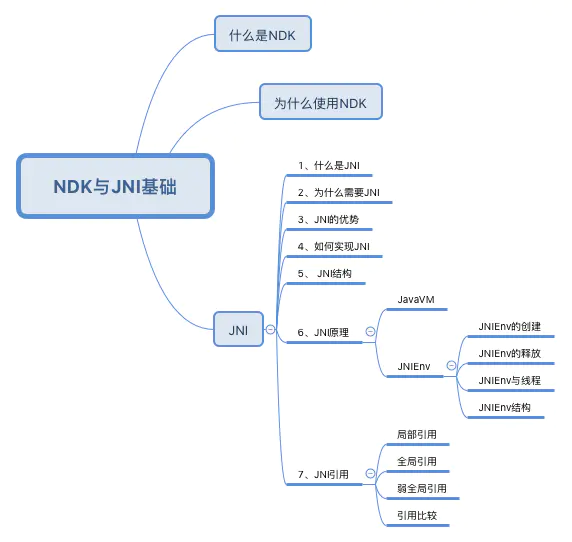 什么是NDK
为什么使用NDK
NDK与JNI基础
JNI
1、什么是JNI
2、为什么需要JNI
3、JNI的优势
4、如何实现JNI
5、 JNI结构
6、JNI原理
JavaVM
JNIEnv
JNIEnv的创建
JNIEnv的释放
JNIEnv与线程
JNIEnv结构
7、JNI引用
局部引用
全局引用
弱全局引用
引用比较